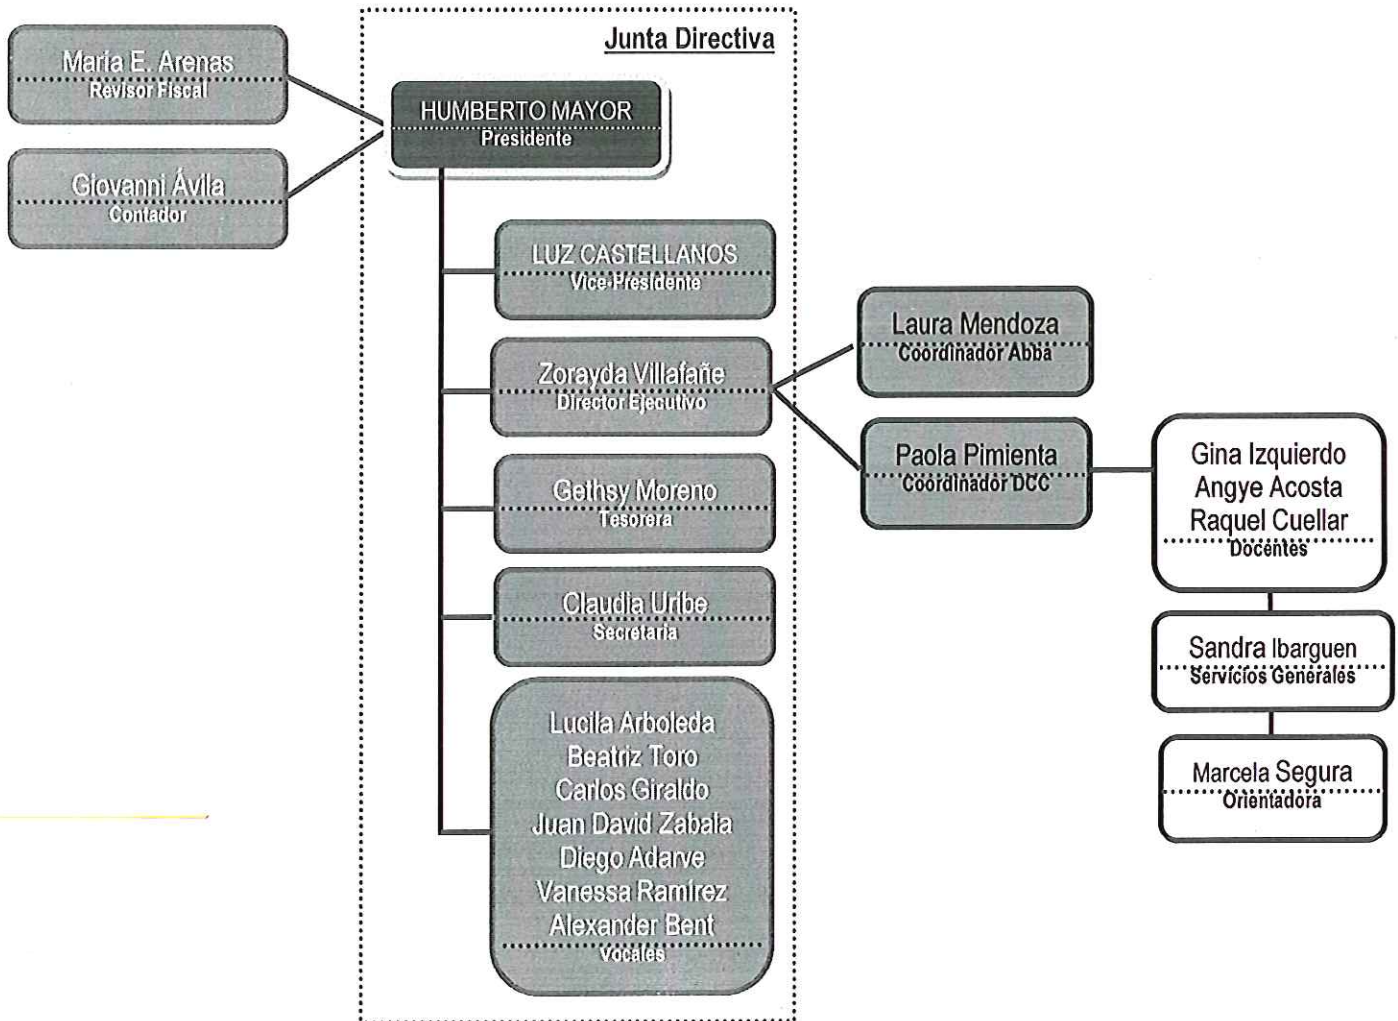 Junta Directiva
Maria E. Arenas
Revisor Fiscal
HUMBERTO MAYOR
Presidente
Giovanni Ávila
Contador
LUZ CASTELLANOS
Vice-Presidente
Zorayda Villafañe
Director Ejecutivo
Laura Mendoza
Coordinador Abba
Paola Pimienta
Coordinador DCC
Gina Izquierdo
Angye Acosta
Raquel Cuellar
Docentes
Gethsy Moreno
Tesorera
Claudia Uribe
Secretaria
Sandra Ibarguen
Servicios Generales
Marcela Segura
Orientadora
Lucila Arboleda
Beatriz Toro
Carlos Giraldo
Juan David Zabala
Diego Adarve
Vanessa Ramírez
Alexander Bent
Vocales